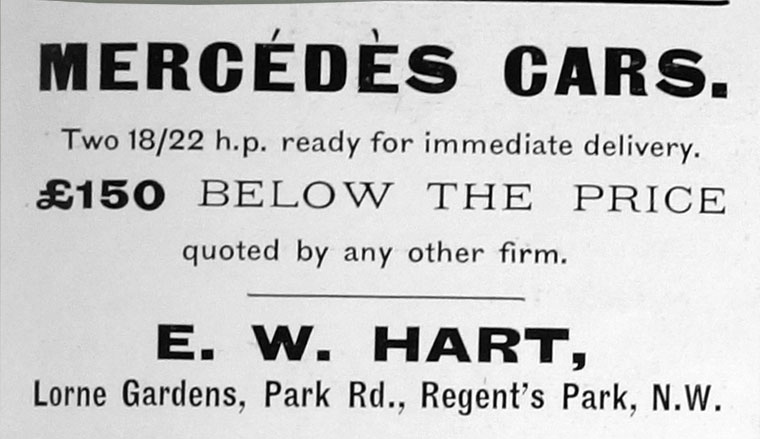 MERCÉDÈS CARS.
Two 18/22 h.p. ready for immediate delivery.
£150 BELOW THE PRICE
quoted by any other firm.
E. W. HART,
Lorne Gardens, Park Rd., Regent's Park, N.W.